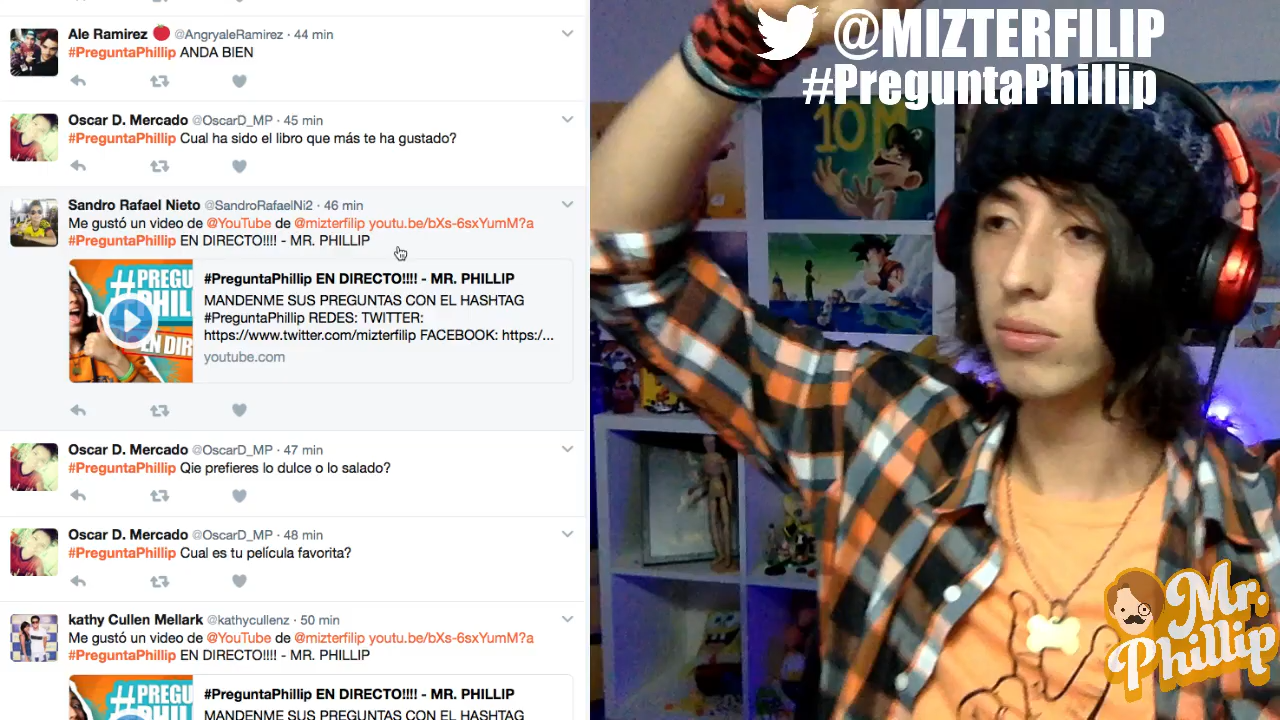 Ale Ramirez @AngryaleRamirez · 44 min
#PreguntaPhillip ANDA BIEN
Oscar D. Mercado @OscarD_MP · 45 min
#PreguntaPhillip Cual ha sido el libro que más te ha gustado?
Sandro Rafael Nieto @SandroRafaelNi2 · 46 min
Me gustó un video de @YouTube de @mizterfilip youtu.be/bXs-6sxYumM?a
#PreguntaPhillip EN DIRECTO!!!! - MR. PHILLIP
#PREGU
PHIL
EN DIR
#PreguntaPhillip EN DIRECTO!!!! - MR. PHILLIP
MANDENME SUS PREGUNTAS CON EL HASHTAG
#PreguntaPhillip REDES: TWITTER:
https://www.twitter.com/mizterfilip FACEBOOK: https:/...
youtube.com
Oscar D. Mercado @OscarD_MP · 47 min
#PreguntaPhillip Qie prefieres lo dulce o lo salado?
Oscar D. Mercado @OscarD_MP · 48 min
#PreguntaPhillip Cual es tu película favorita?
kathy Cullen Mellark @kathycullenz · 50 min
Me gustó un video de @YouTube de @mizterfilip youtu.be/bXs-6sxYumM?a
#PreguntaPhillip EN DIRECTO!!!! - MR. PHILLIP
#PREGU
#PreguntaPhillip EN DIRECTO!!!! - MR. PHILLIP
MANDENME SUS PREGUNTAS CON EL HASHTAG
@MIZTERFILIP
#PreguntaPhillip
10M
Mr.
Phillip